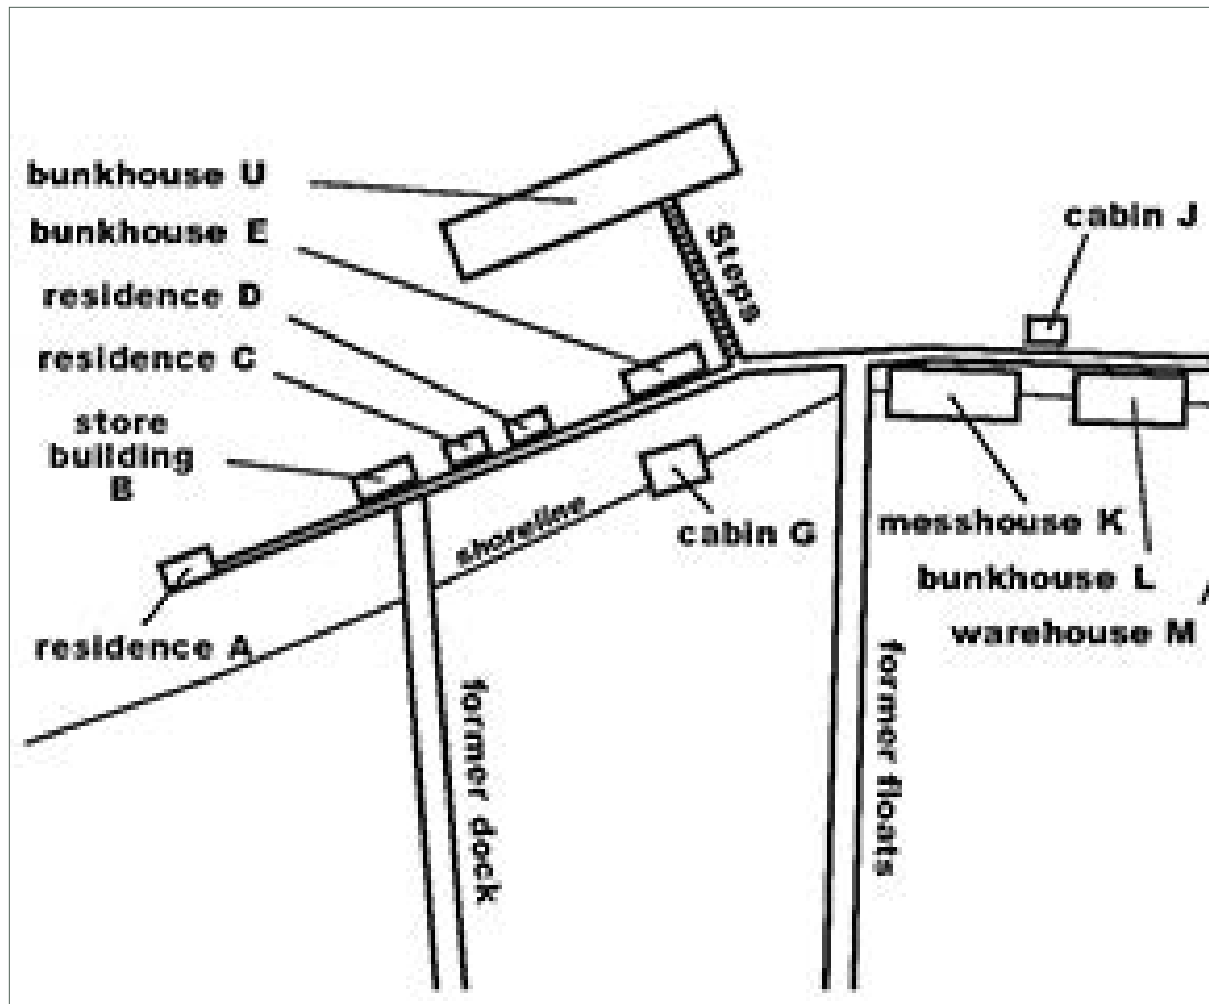 bunkhouse U
bunkhouse E
residence D
residence C
store
building
B
residence A
Steps
cabin J
shoreline
cabin G
messhouse K
bunkhouse L
warehouse M
former dock
former floats